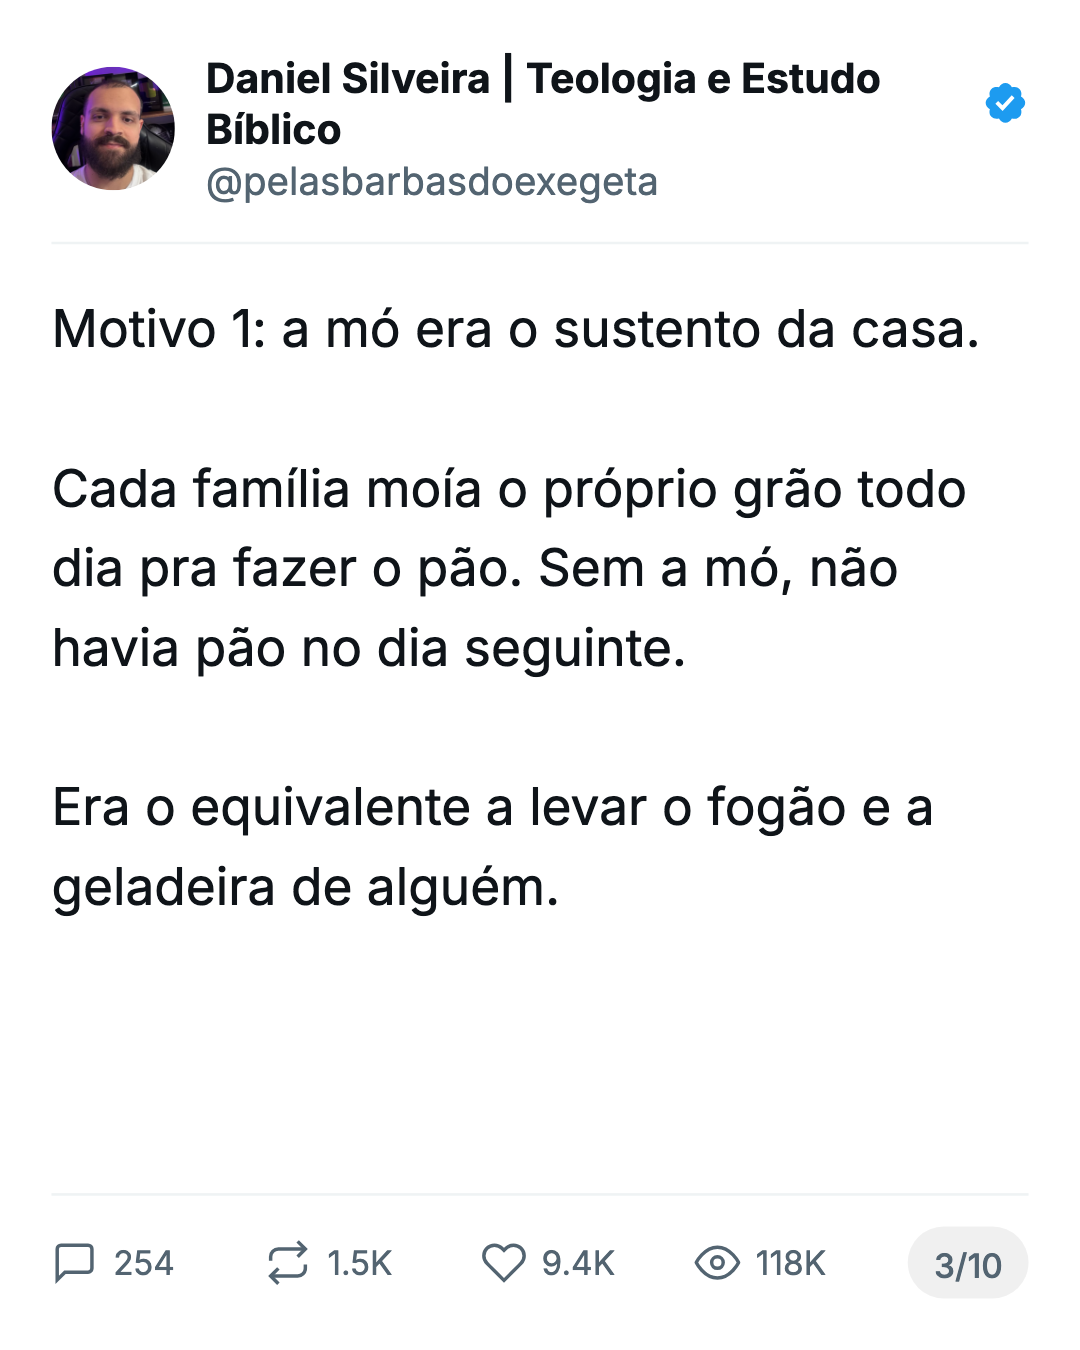 Daniel Silveira | Teologia e Estudo
Bíblico
@pelasbarbasdoexegeta
Motivo 1: a mó era o sustento da casa.
Cada família moía o próprio grão todo
dia pra fazer o pão. Sem a mó, não
havia pão no dia seguinte.
Era o equivalente a levar o fogão e a
geladeira de alguém.
254 1.5K 9.4K 118K 3/10